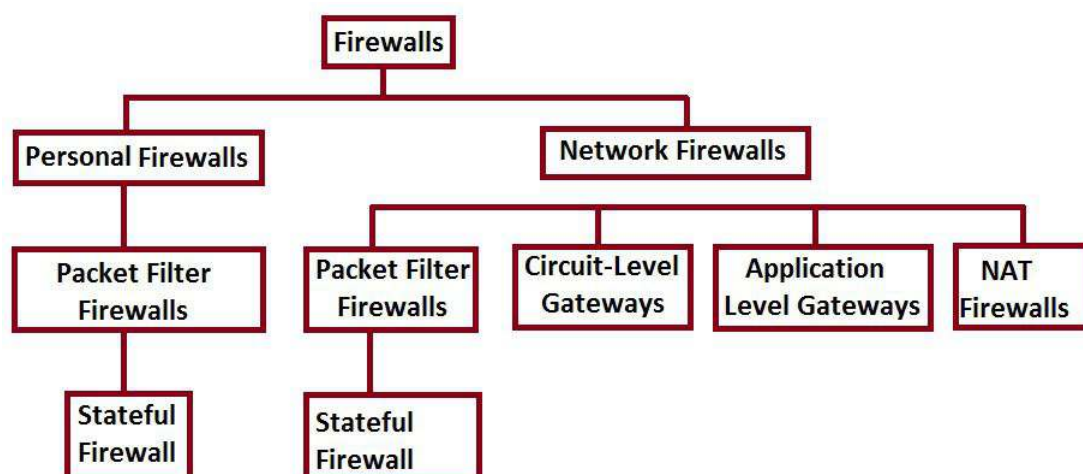 Firewalls
Personal Firewalls
Network Firewalls
Packet Filter
Firewalls
Packet Filter
Firewalls
Circuit-Level
Gateways
Application
Level Gateways
NAT
Firewalls
Stateful
Firewall
Stateful
Firewall